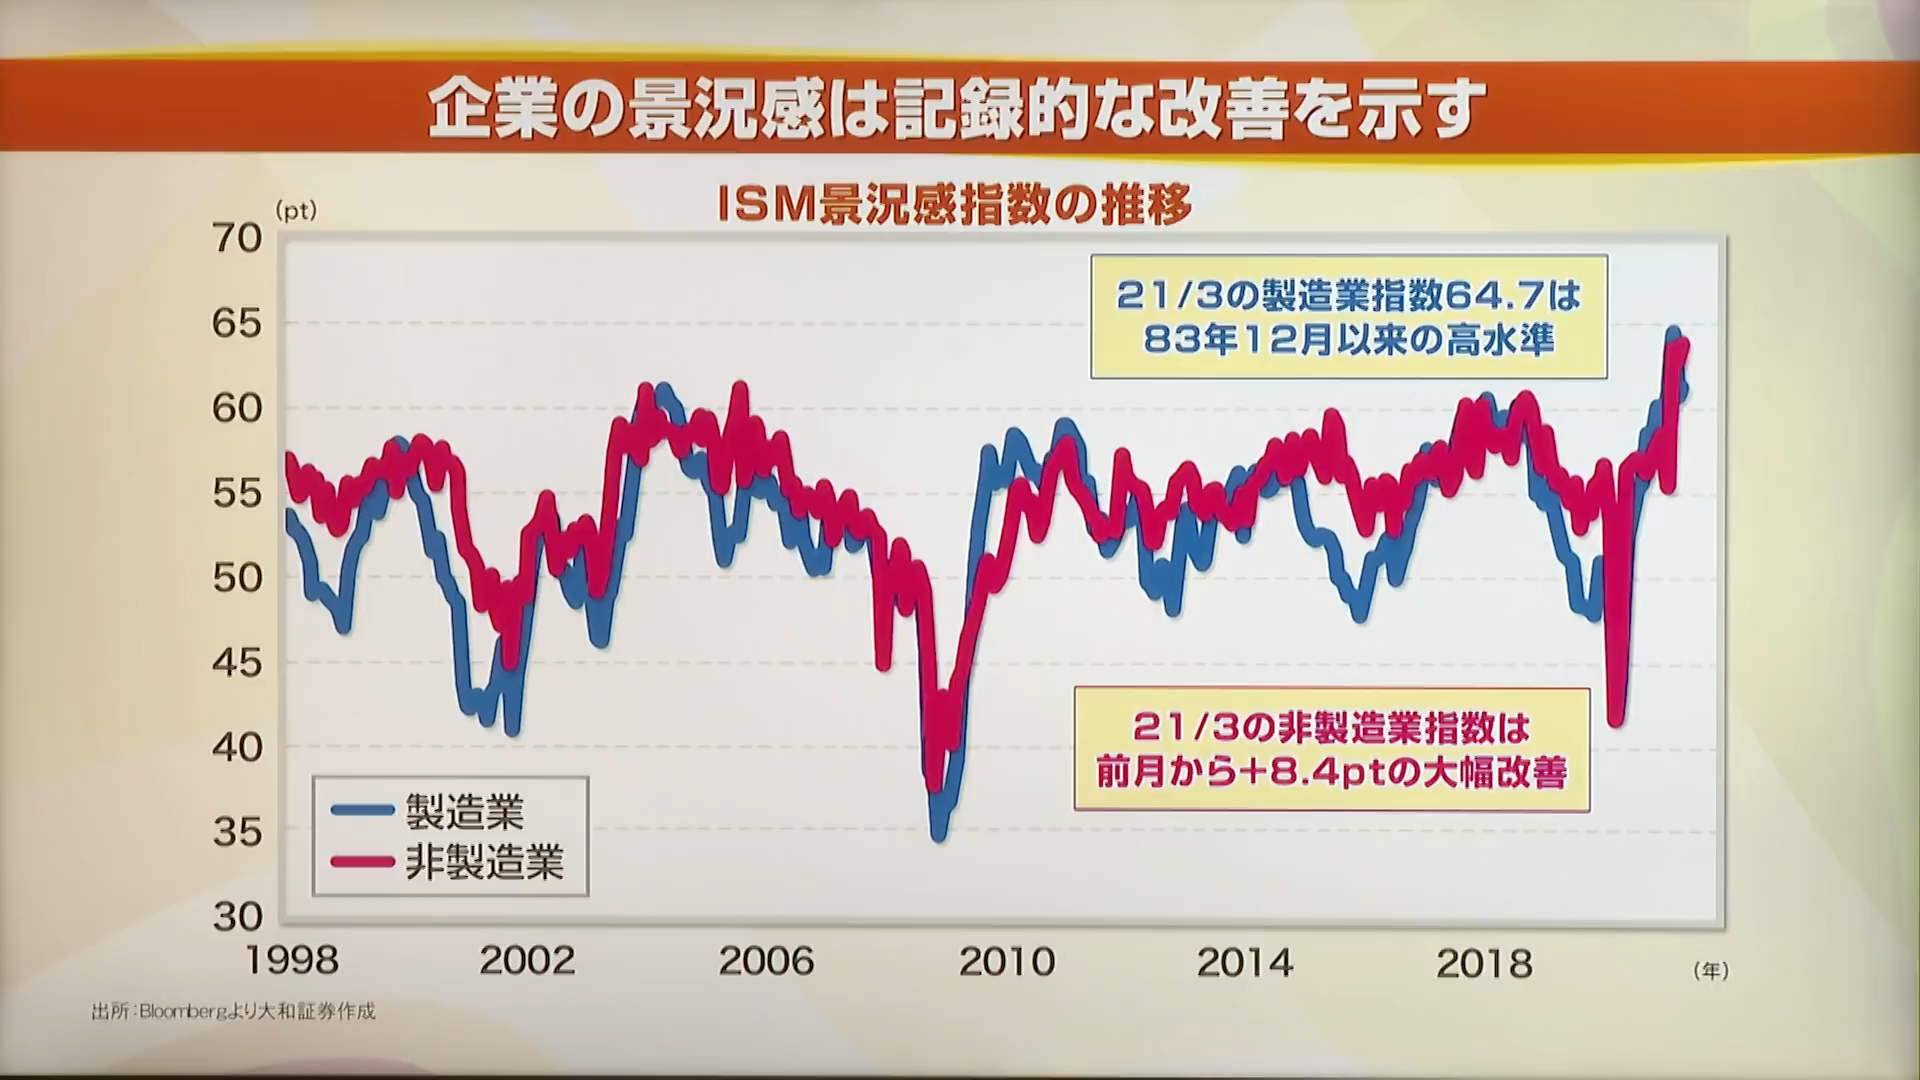 企業の景況感は記録的な改善を示す
ISM景況感指数の推移
(pt)
70
65
60
55
50
45
40
35
30
21/3の製造業指数64.7は
83年12月以来の高水準
21/3の非製造業指数は
前月から+8.4ptの大幅改善
製造業
非製造業
1998 2002 2006 2010 2014 2018 (年)
出所:Bloombergより大和証券作成